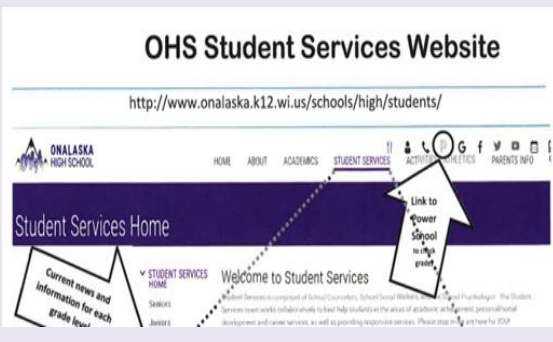 OHS Student Services Website
http://www.onalaska.k12.wi.us/schools/high/students/
ONALASKA
HIGH SCHOOL
HOME ABOUT ACADEMICS STUDENT SERVICES ACTIVITIES ATHLETICS PARENTS INFO
P G f
Link to
Power
School
to check
grades
Student Services Home
Current news and
information for each
grade level
STUDENT SERVICES
HOME
Seniors
Juniors
Welcome to Student Services
Student Services is comprised of School Counselors, School Social Workers, and School Psychologist. The Student
Services team works collaboratively to best help students in the areas of academic achievement, personal/social
development and career services, as well as providing responsive services. Please stop in we are here for YOU!